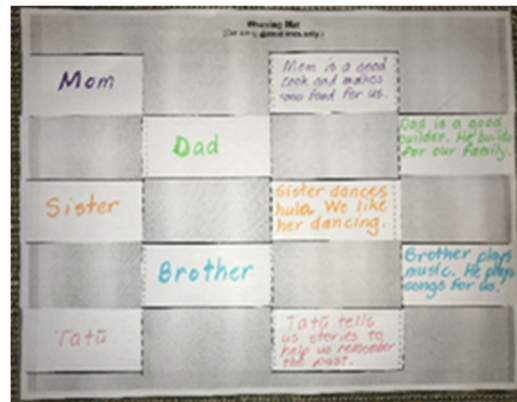 Weaving Mat
Mom
Mom is a good
cook and makes
food for us.
Dad
Dad is a good
builder. He builds
for our family.
Sister
Sister dances
hula. We like
her dancing.
Brother
Brother plays
music. He plays
songs for us!
Tatū
Tatū tells
us stories to
help us remember
the past.